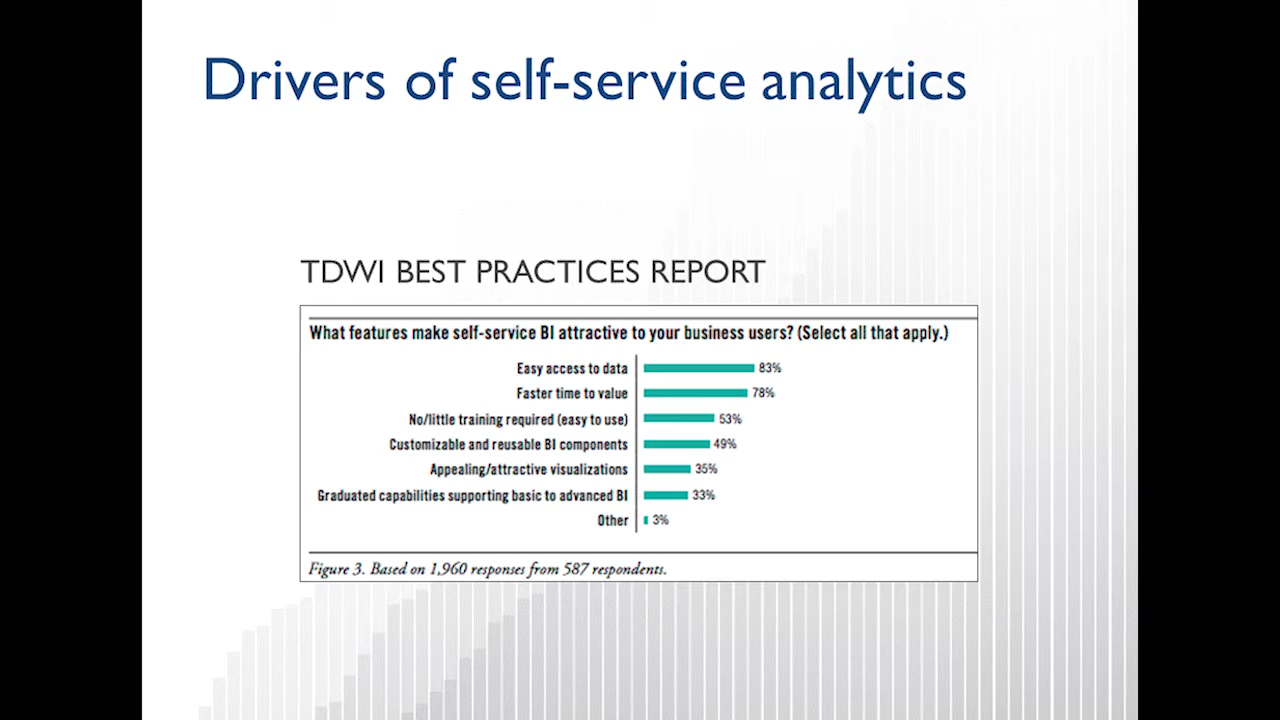 Drivers of self-service analytics
TDWI BEST PRACTICES REPORT
What features make self-service BI attractive to your business users? (Select all that apply.)
Easy access to data 83%
Faster time to value 78%
No/little training required (easy to use) 53%
Customizable and reusable BI components 49%
Appealing/attractive visualizations 35%
Graduated capabilities supporting basic to advanced BI 33%
Other 3%
Figure 3. Based on 1,960 responses from 587 respondents.